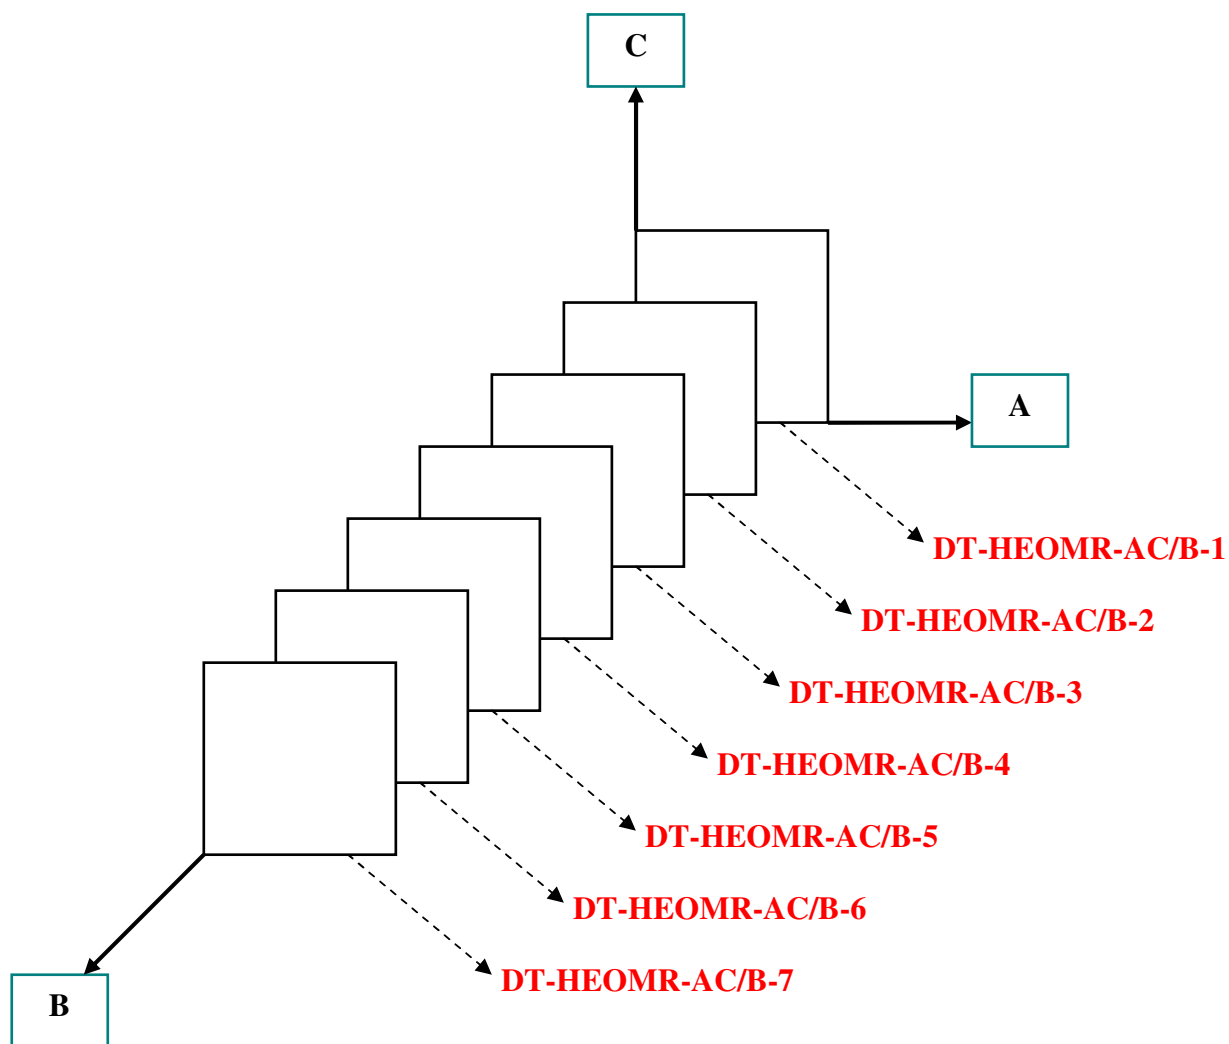 C
A
DT-HEOMR-AC/B-1
DT-HEOMR-AC/B-2
DT-HEOMR-AC/B-3
DT-HEOMR-AC/B-4
DT-HEOMR-AC/B-5
DT-HEOMR-AC/B-6
DT-HEOMR-AC/B-7
B